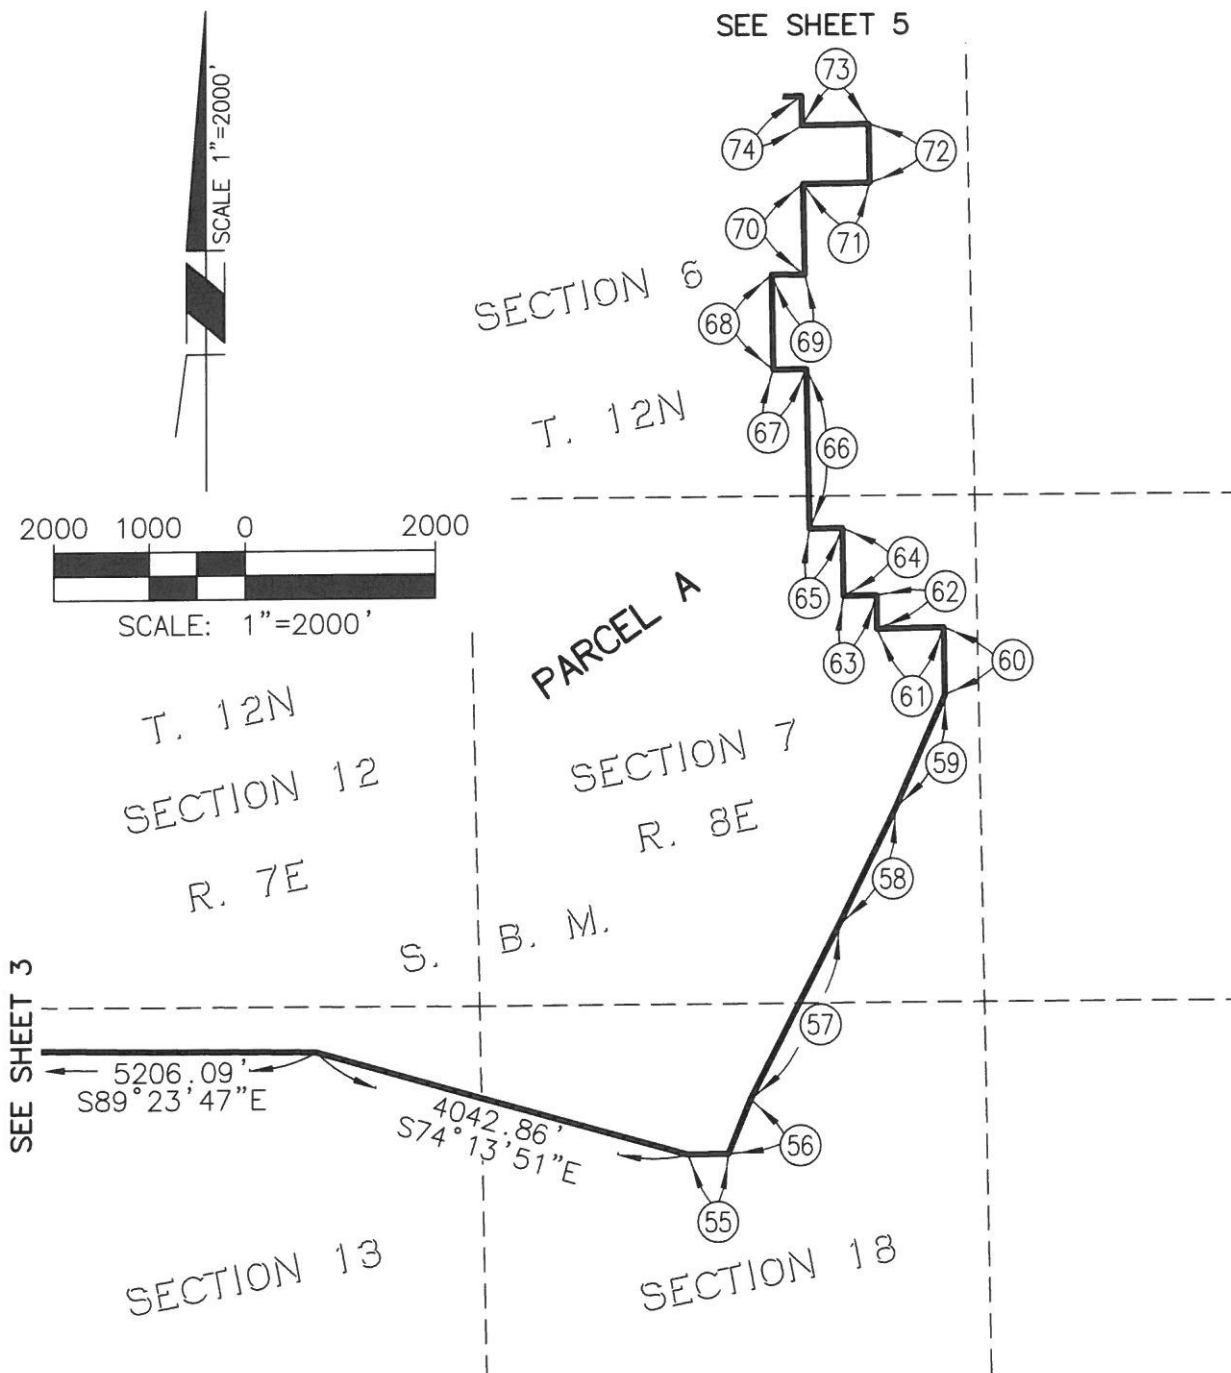 SEE SHEET 5
SCALE 1"=2000'
73
74
72
70
71
SECTION 6
68
69
T. 12N
67
66
2000 1000 0 2000
SCALE: 1"=2000'
64
65
62
63
60
61
PARCEL A
T. 12N
SECTION 12
R. 7E
SECTION 7
R. 8E
59
58
S. B. M.
57
SEE SHEET 3
5206.09'
S89°23'47"E
4042.86'
S74°13'51"E
56
55
SECTION 13
SECTION 18